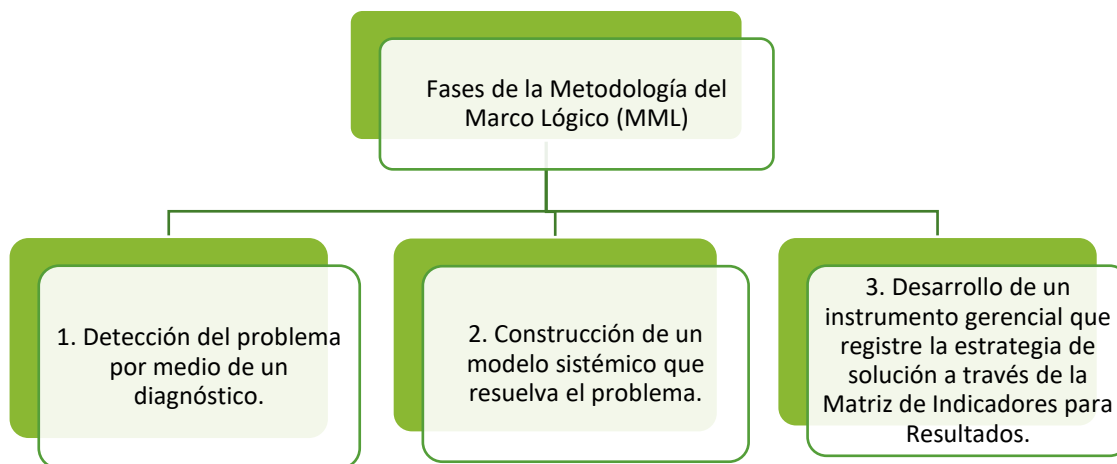 Fases de la Metodología del
Marco Lógico (MML)
1. Detección del problema
por medio de un
diagnóstico.
2. Construcción de un
modelo sistémico que
resuelva el problema.
3. Desarrollo de un
instrumento gerencial que
registre la estrategia de
solución a través de la
Matriz de Indicadores para
Resultados.